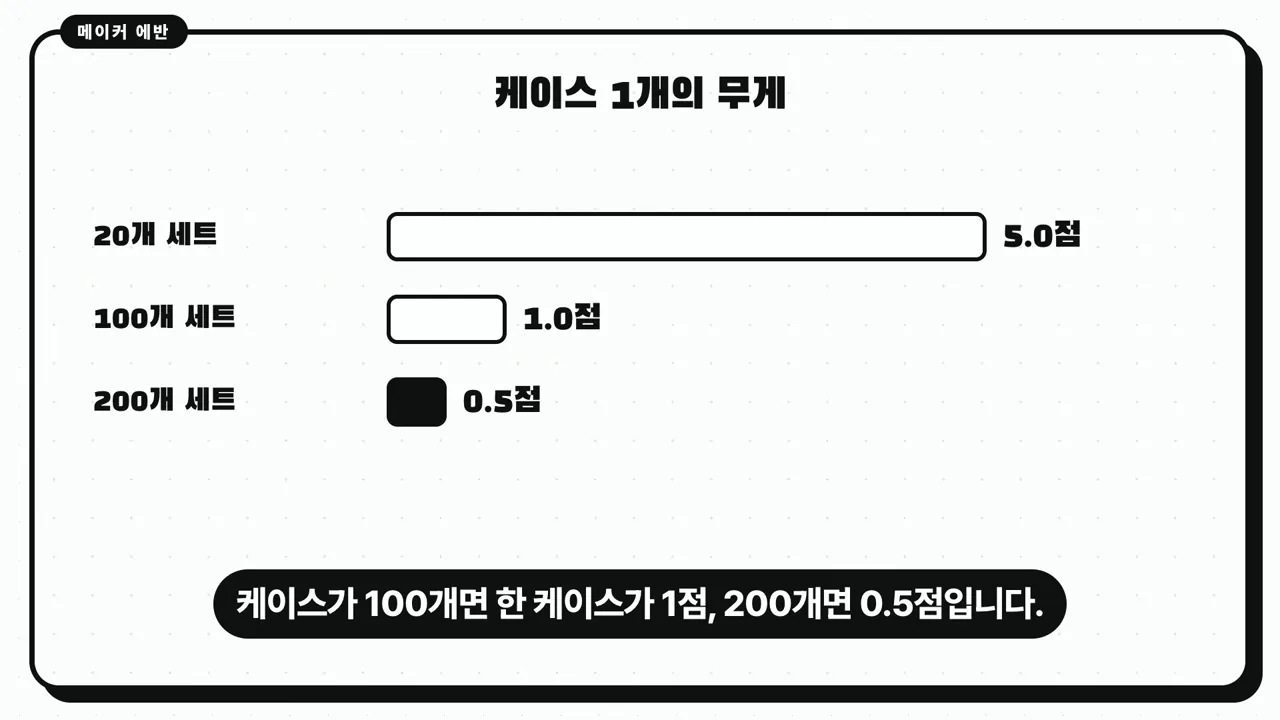 메이커 에반
케이스 1개의 무게
20개 세트
5.0점
100개 세트
1.0점
200개 세트
0.5점
케이스가 100개면 한 케이스가 1점, 200개면 0.5점입니다.